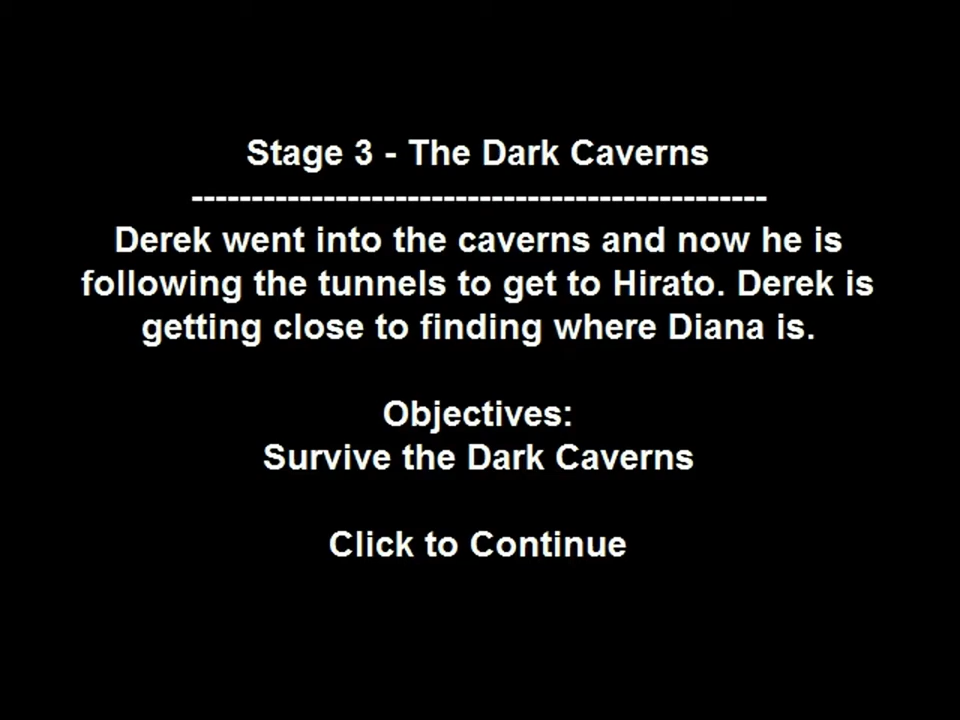 Stage 3 - The Dark Caverns
------------------------------------------------
Derek went into the caverns and now he is
following the tunnels to get to Hirato. Derek is
getting close to finding where Diana is.
Objectives:
Survive the Dark Caverns
Click to Continue